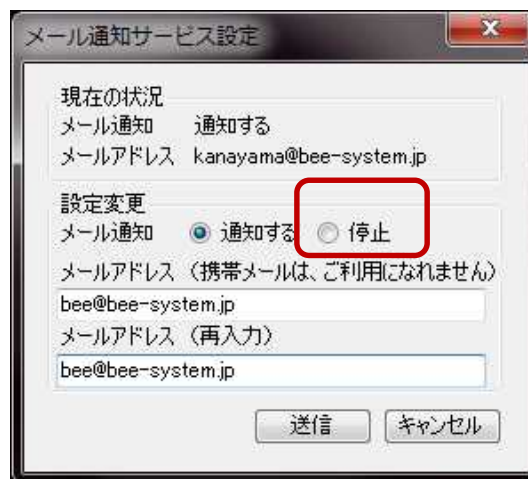 メール通知サービス設定
現在の状況
メール通知 通知する
メールアドレス kanayama@bee-system.jp
設定変更
メール通知 通知する 停止
メールアドレス （携帯メールは、ご利用になれません）
bee@bee-system.jp
メールアドレス （再入力）
bee@bee-system.jp
送信 キャンセル